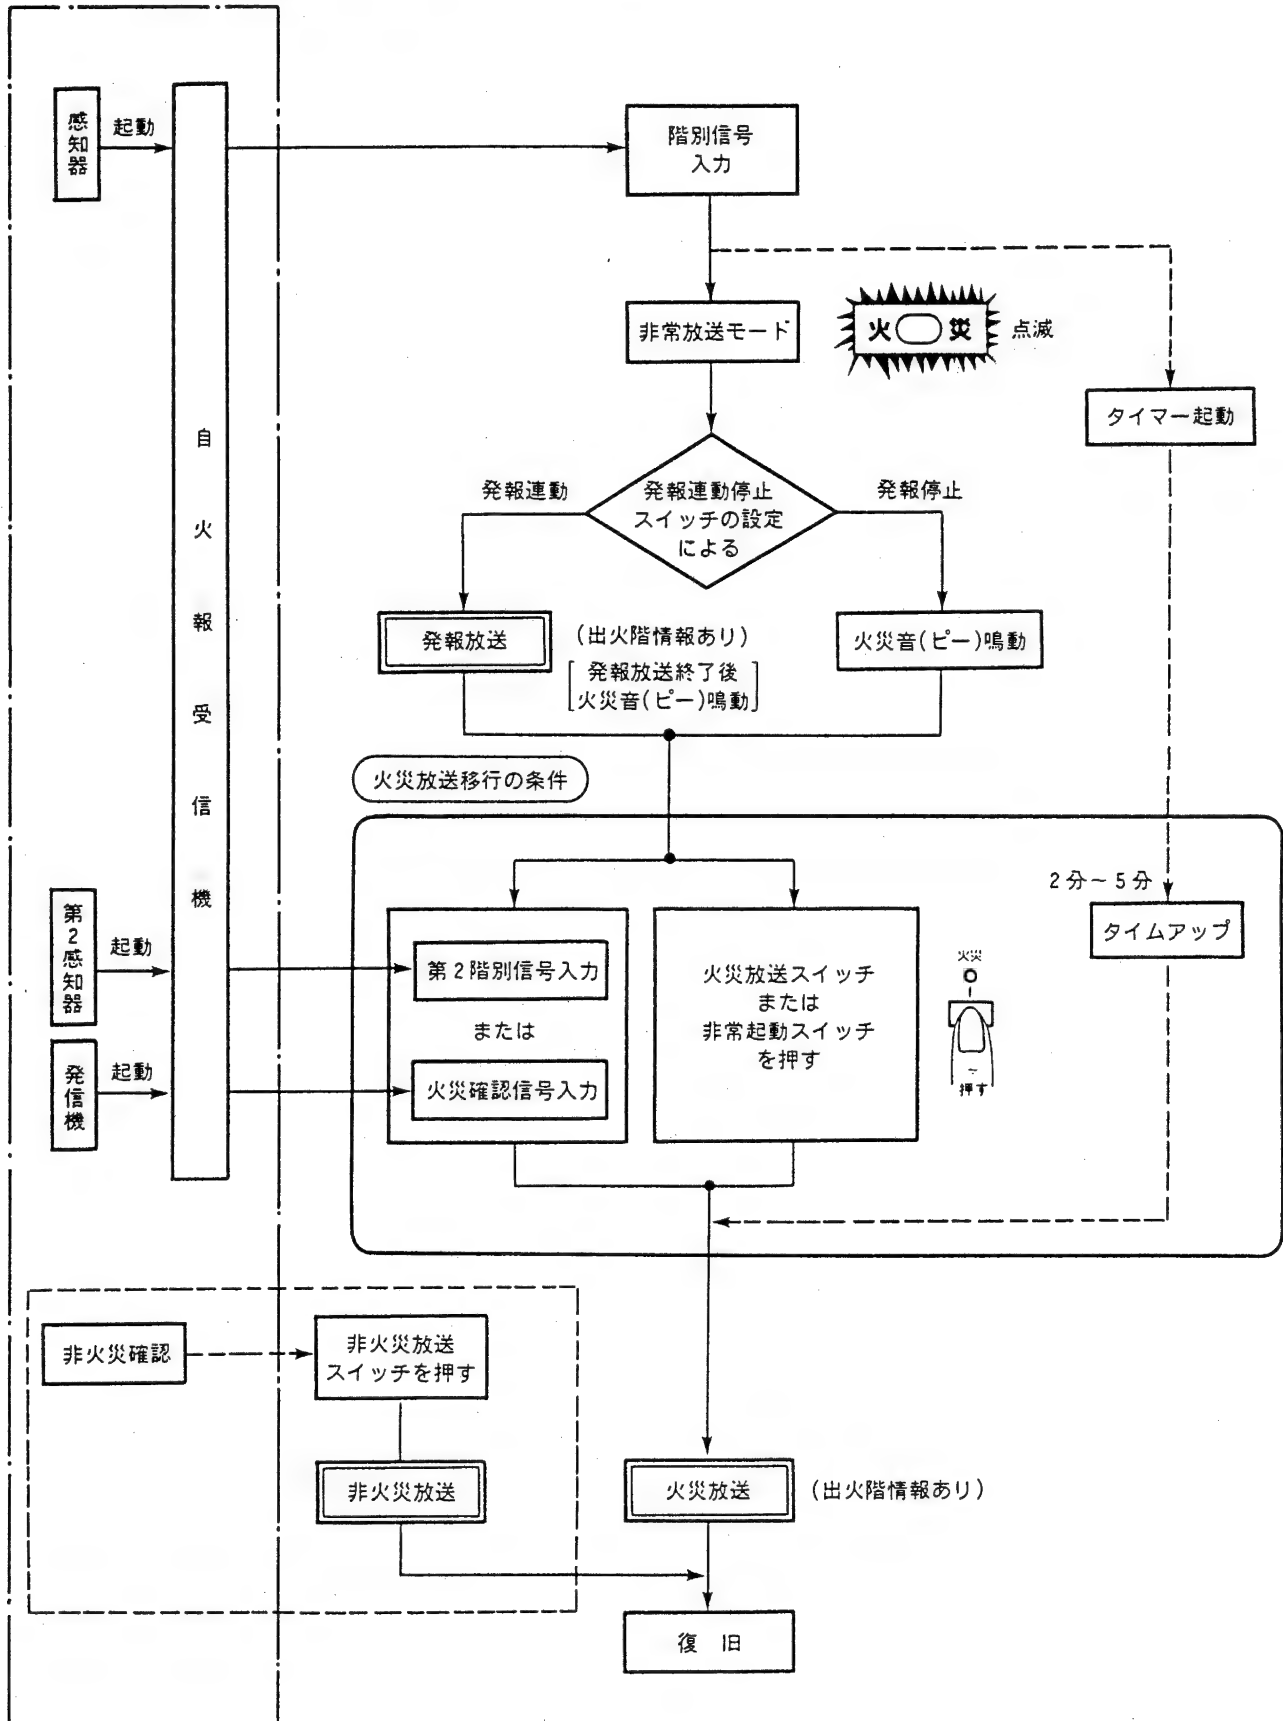 感知器
起動
階別信号
入力
非常放送モード
火 災
点滅
タイマー起動
自火報受信機
発報連動
発報連動停止
スイッチの設定
による
発報停止
発報放送
(出火階情報あり)
[発報放送終了後
火災音(ピー)鳴動]
火災音(ピー)鳴動
火災放送移行の条件
2分～5分
タイムアップ
第2感知器
起動
第2階別信号入力
または
火災確認信号入力
火災放送スイッチ
または
非常起動スイッチ
を押す
火災
押す
発信機
起動
非火災確認
非火災放送
スイッチを押す
非火災放送
火災放送
(出火階情報あり)
復 旧